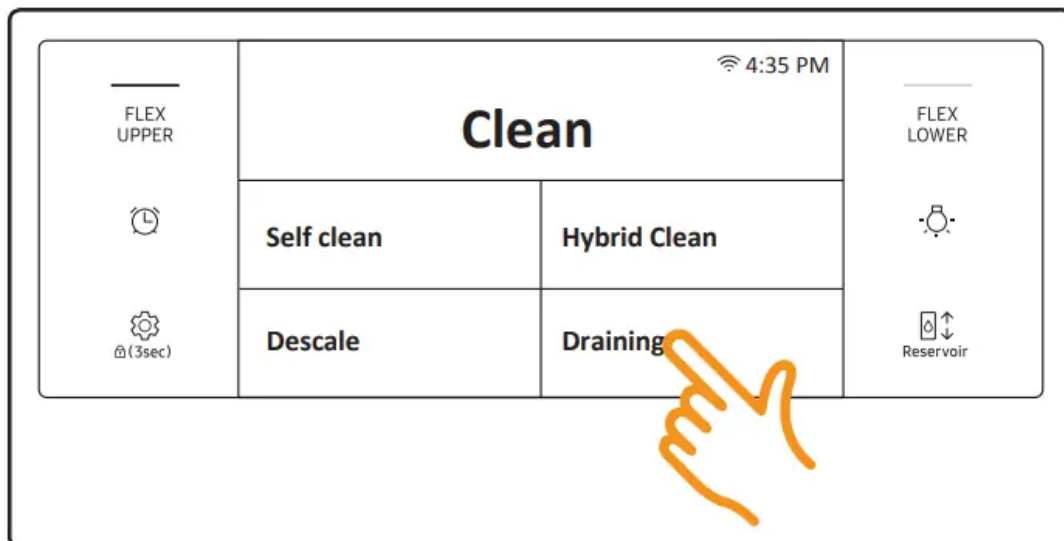 4:35 PM
FLEX
UPPER
Clean
FLEX
LOWER
Self clean
Hybrid Clean
Descale
Draining
(3sec)
Reservoir